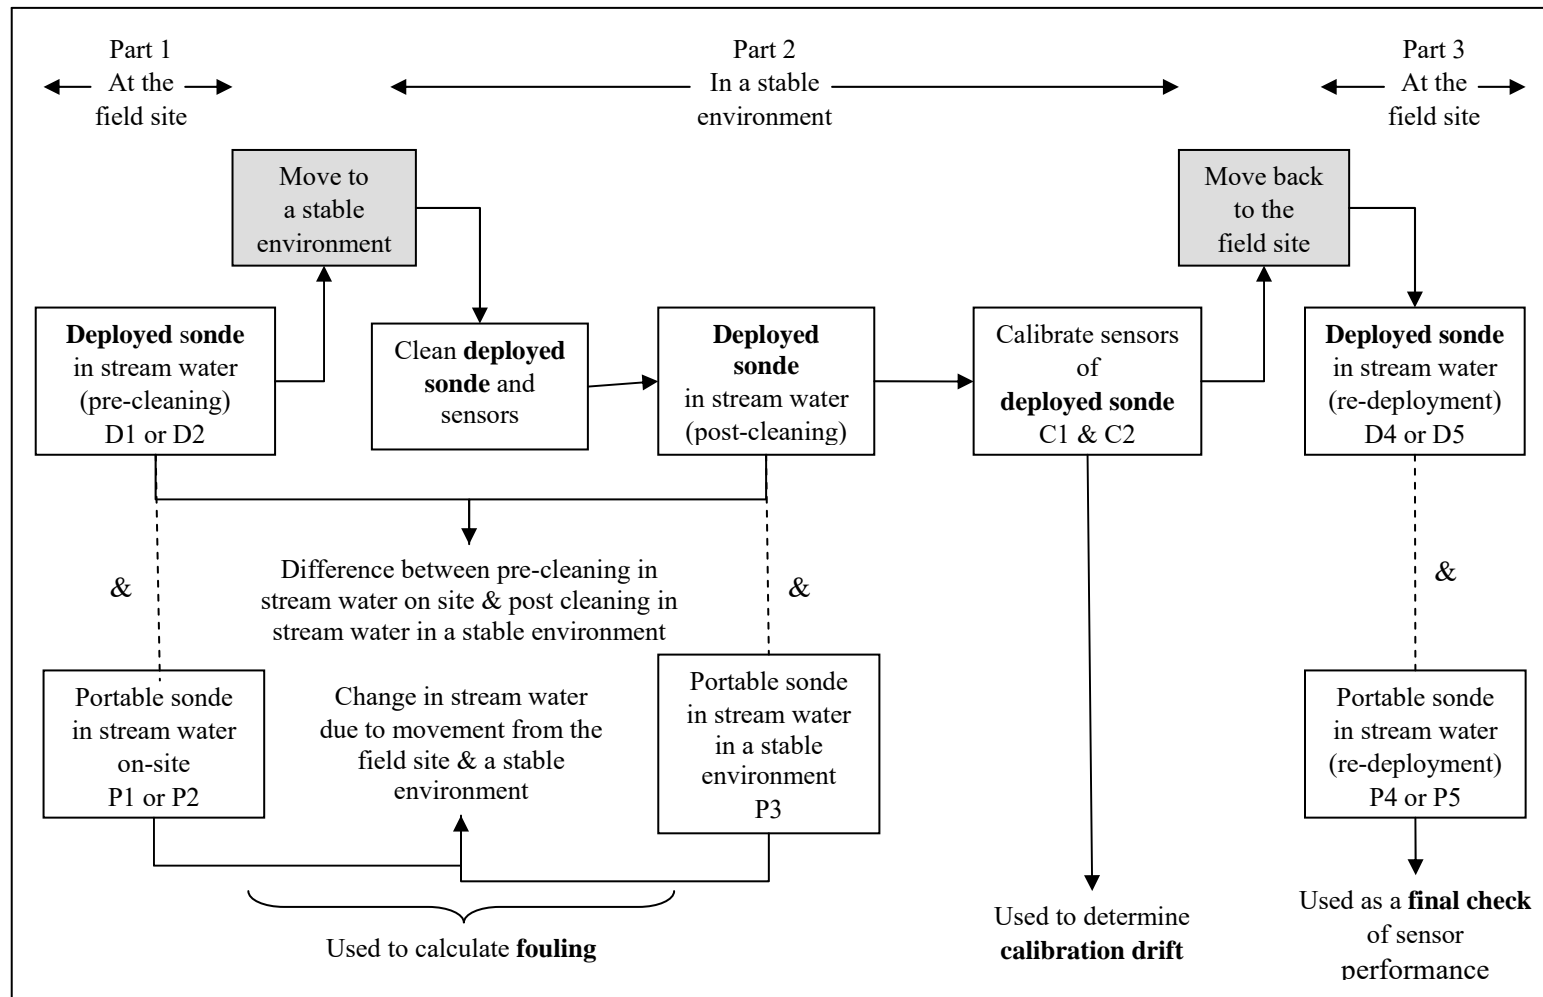 Part 1
At the
field site
Part 2
In a stable
environment
Part 3
At the
field site
Move to
a stable
environment
Move back
to the
field site
Deployed sonde
in stream water
(pre-cleaning)
D1 or D2
Clean deployed
sonde and
sensors
Deployed
sonde
in stream water
(post-cleaning)
Calibrate sensors
of
deployed sonde
C1 & C2
Deployed sonde
in stream water
(re-deployment)
D4 or D5
&
Difference between pre-cleaning in
stream water on site & post cleaning in
stream water in a stable environment
&
&
Portable sonde
in stream water
on-site
P1 or P2
Change in stream water
due to movement from the
field site & a stable
environment
Portable sonde
in stream water
in a stable
environment
P3
Portable sonde
in stream water
(re-deployment)
P4 or P5
Used to calculate fouling
Used to determine
calibration drift
Used as a final check
of sensor
performance